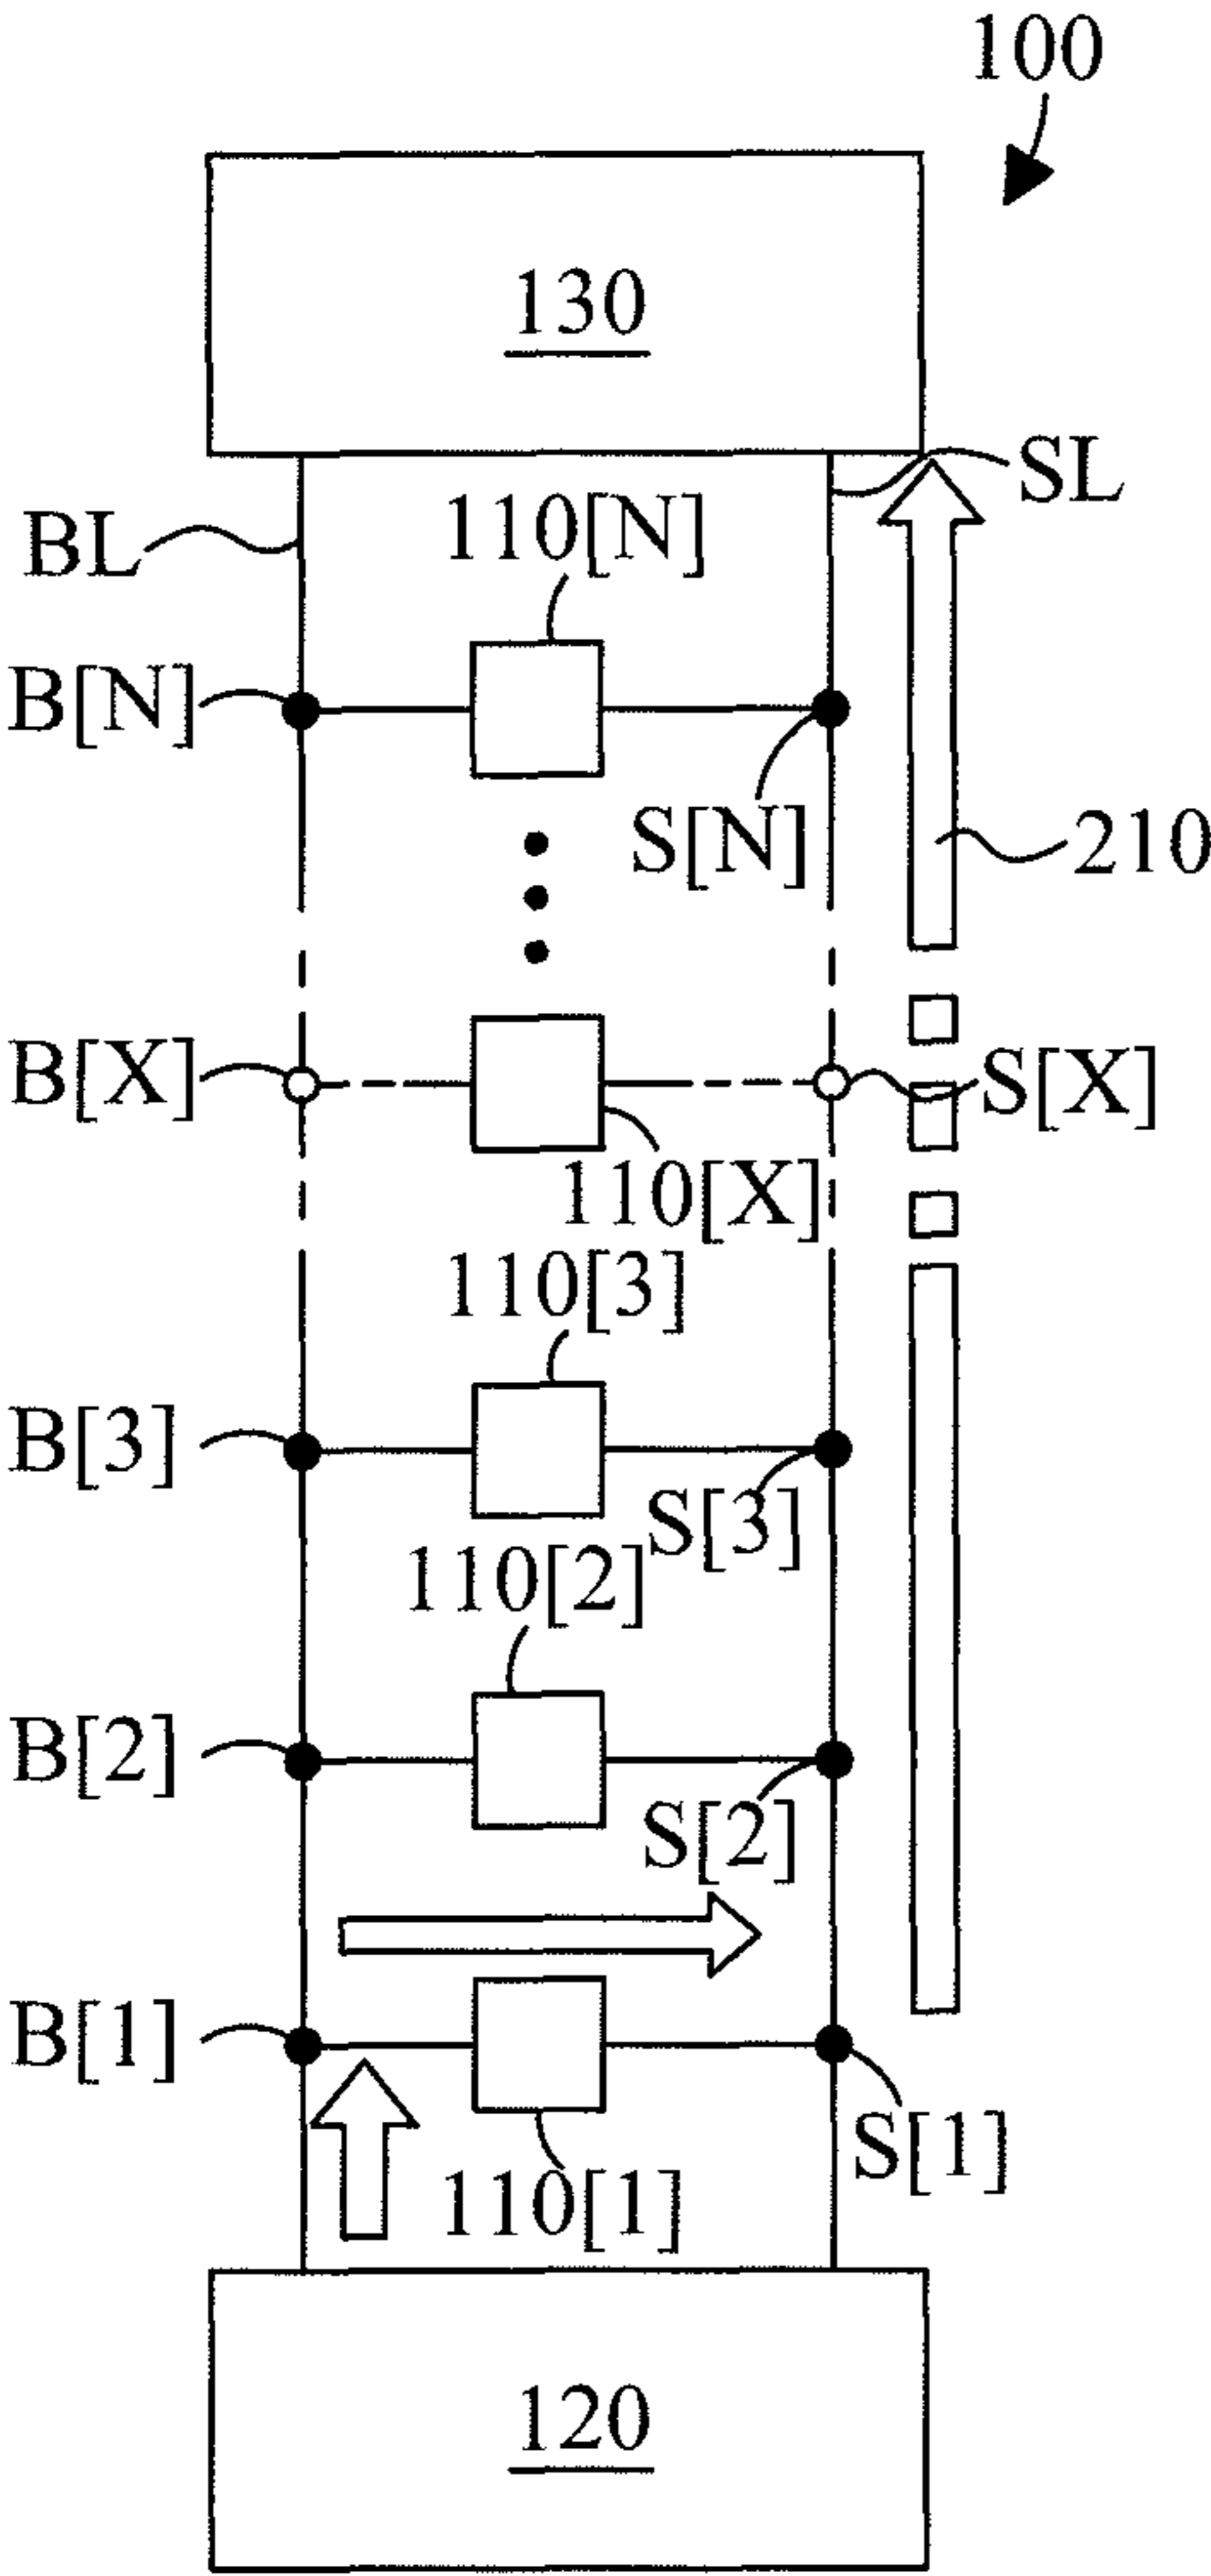 100
130
SL
BL
110[N]
B[N]
S[N]
210
B[X]
S[X]
110[X]
110[3]
B[3]
S[3]
110[2]
B[2]
S[2]
B[1]
S[1]
110[1]
120